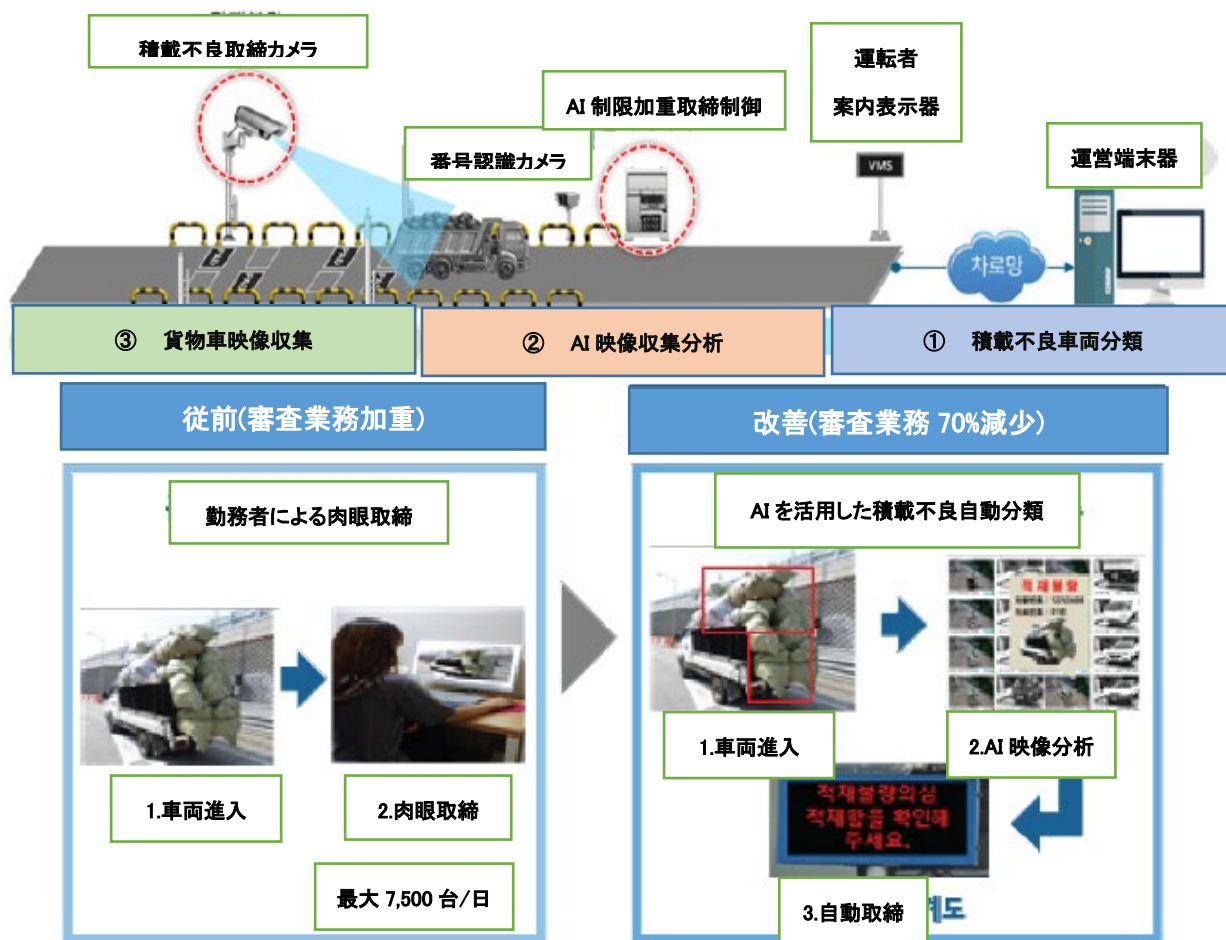 積載不良取締カメラ
運転者
案内表示器
AI 制限加重取締制御
番号認識カメラ
運営端末器
VMS
차로망
③ 貨物車映像収集
② AI 映像収集分析
① 積載不良車両分類
従前(審査業務加重)
改善(審査業務 70%減少)
勤務者による肉眼取締
AI を活用した積載不良自動分類
적재불량
1.車両進入
2.肉眼取締
最大 7,500 台/日
1.車両進入
2.AI 映像分析
적재불량의심
적재함을 확인해
주세요.
3.自動取締
계도